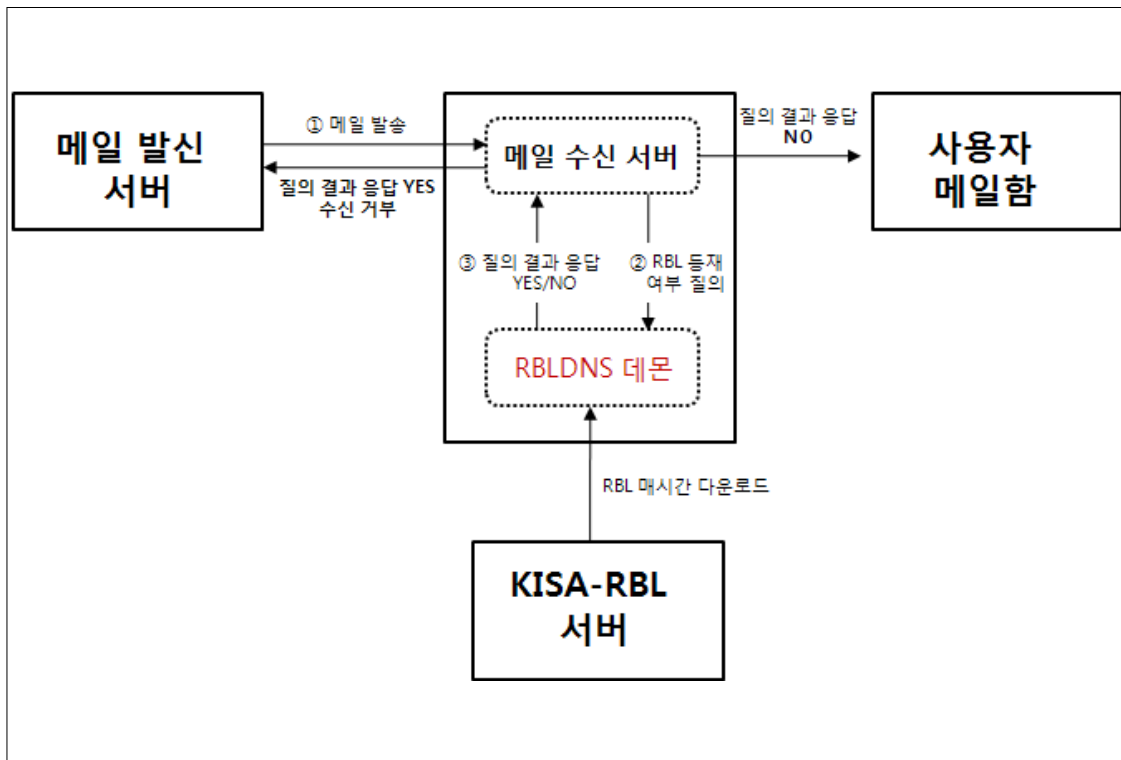 메일 발신
서버
① 메일 발송
질의 결과 응답 YES
수신 거부
메일 수신 서버
질의 결과 응답
NO
사용자
메일함
③ 질의 결과 응답
YES/NO
② RBL 등재
여부 질의
RBLDNS 데몬
RBL 매시간 다운로드
KISA-RBL
서버